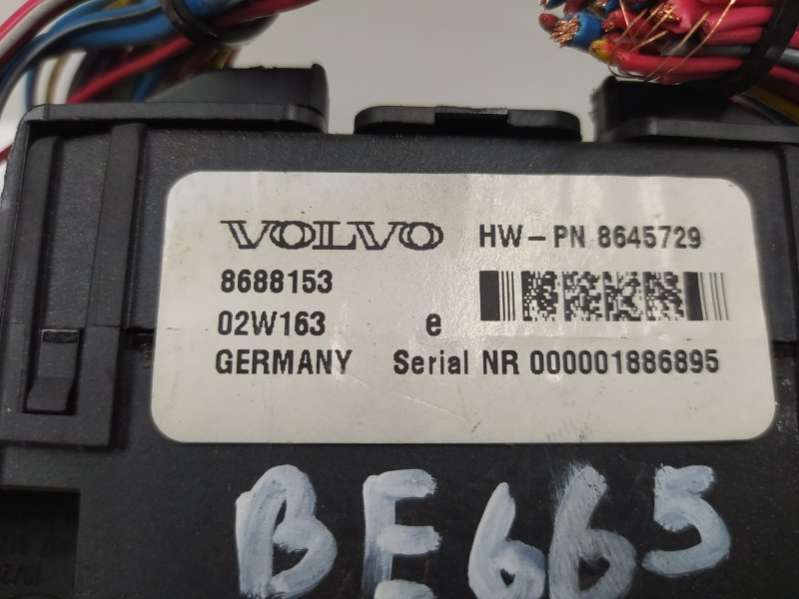 VOLVO HW-PN 8645729
8688153
02W163 e
GERMANY Serial NR 000001886895
BE665